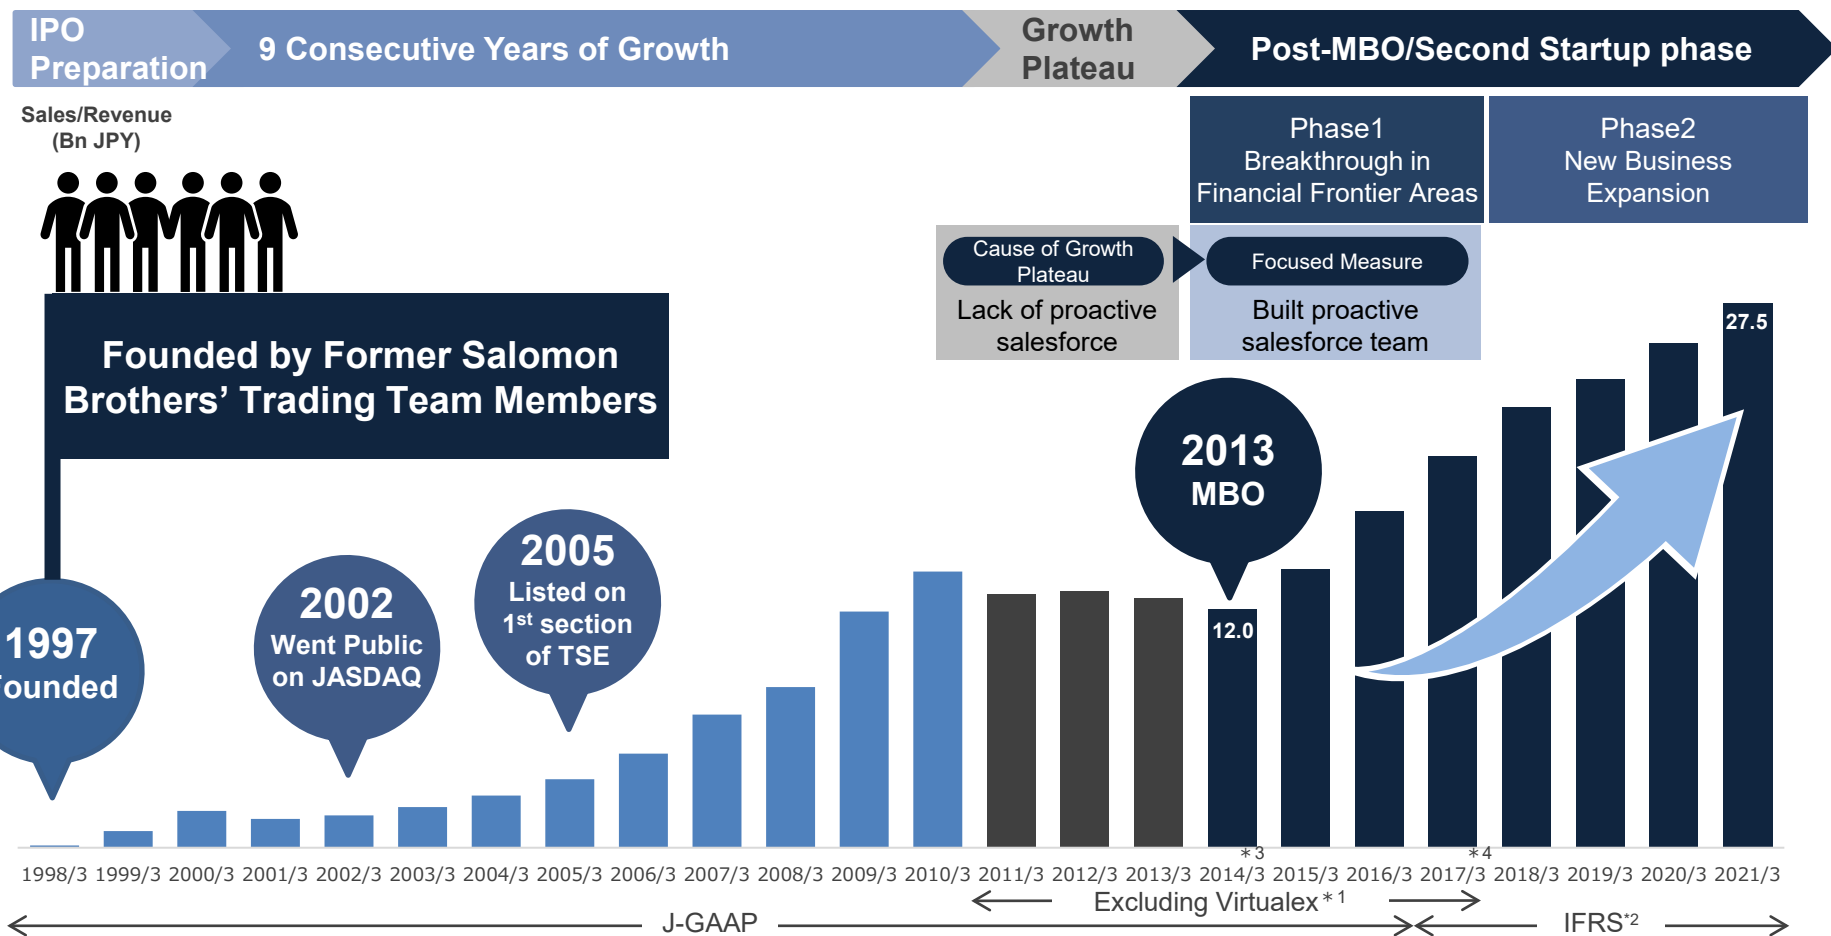 IPO
Preparation
9 Consecutive Years of Growth
Growth
Plateau
Post-MBO/Second Startup phase
Sales/Revenue
(Bn JPY)
Phase1
Breakthrough in
Financial Frontier Areas
Phase2
New Business
Expansion
Cause of Growth
Plateau
Lack of proactive
salesforce
Focused Measure
Built proactive
salesforce team
Founded by Former Salomon
Brothers’ Trading Team Members
1997
Founded
2002
Went Public
on JASDAQ
2005
Listed on
1st section
of TSE
2013
MBO
12.0
27.5
*3
*4
1998/3 1999/3 2000/3 2001/3 2002/3 2003/3 2004/3 2005/3 2006/3 2007/3 2008/3 2009/3 2010/3 2011/3 2012/3 2013/3 2014/3 2015/3 2016/3 2017/3 2018/3 2019/3 2020/3 2021/3
Excluding Virtualex*1
J-GAAP
IFRS*2